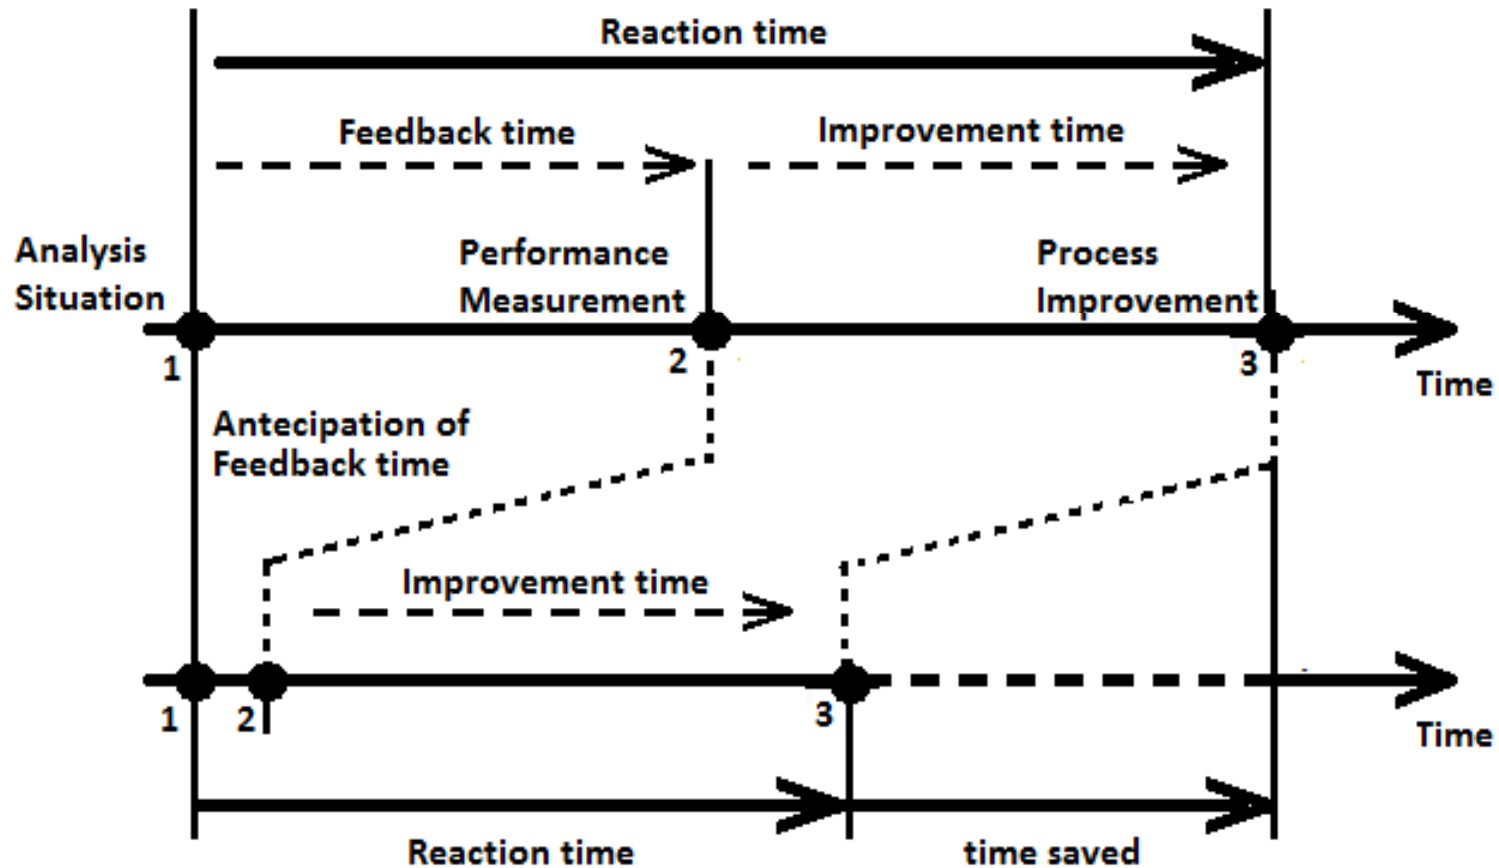 Reaction time
Feedback time
Improvement time
Analysis
Situation
Performance
Measurement
Process
Improvement
1
2
3
Time
Antecipation of
Feedback time
Improvement time
1
2
3
Time
Reaction time
time saved